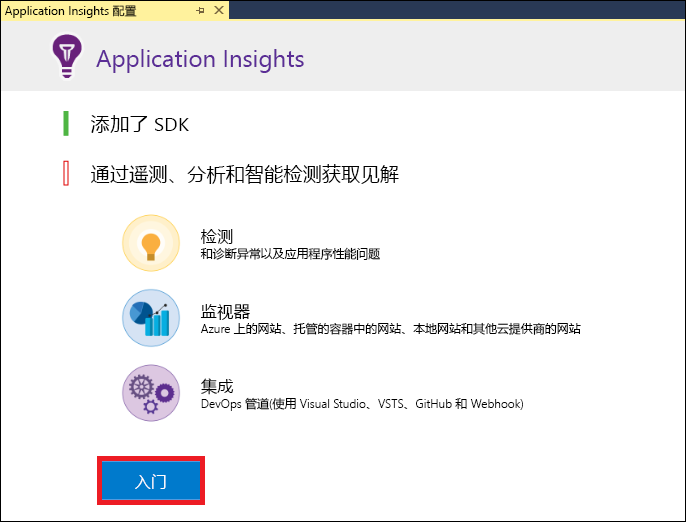 Application Insights 配置
Application Insights
添加了 SDK
通过遥测、分析和智能检测获取见解
检测
和诊断异常以及应用程序性能问题
监视器
Azure 上的网站、托管的容器中的网站、本地网站和其他云提供商的网站
集成
DevOps 管道(使用 Visual Studio、VSTS、GitHub 和 Webhook)
入门